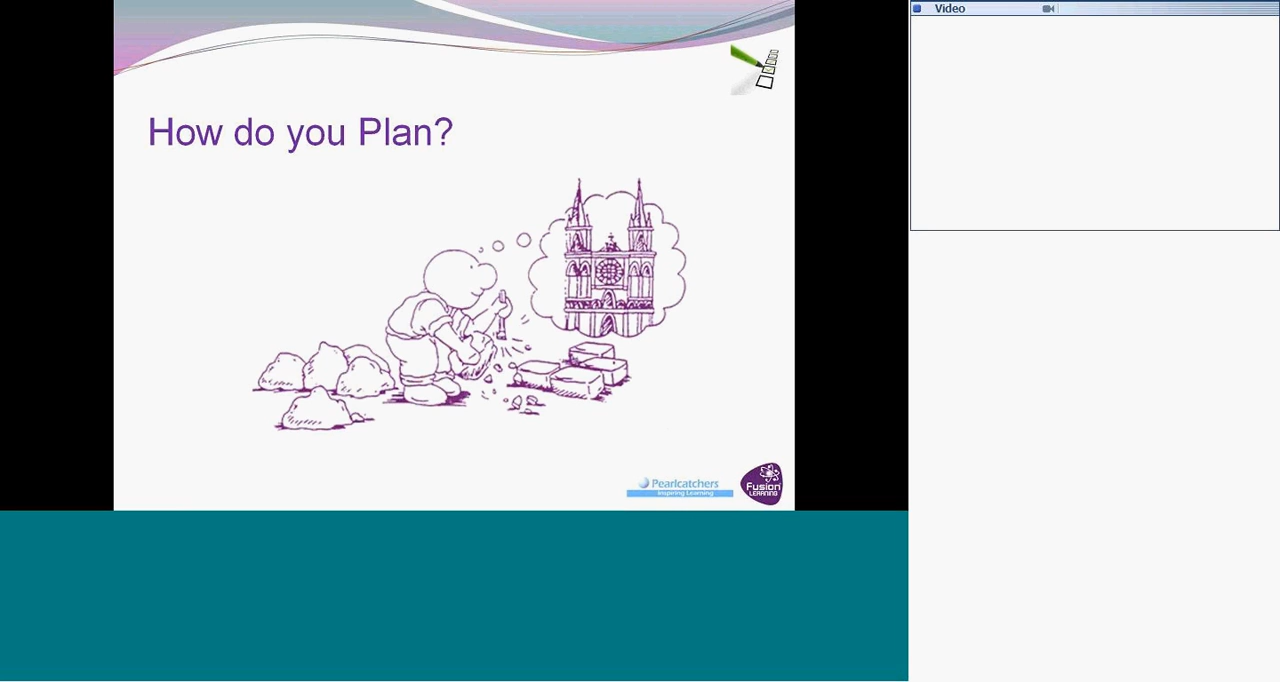 Video
How do you Plan?
Pearlcatchers
Inspiring Learning
Fusion
LEARNING